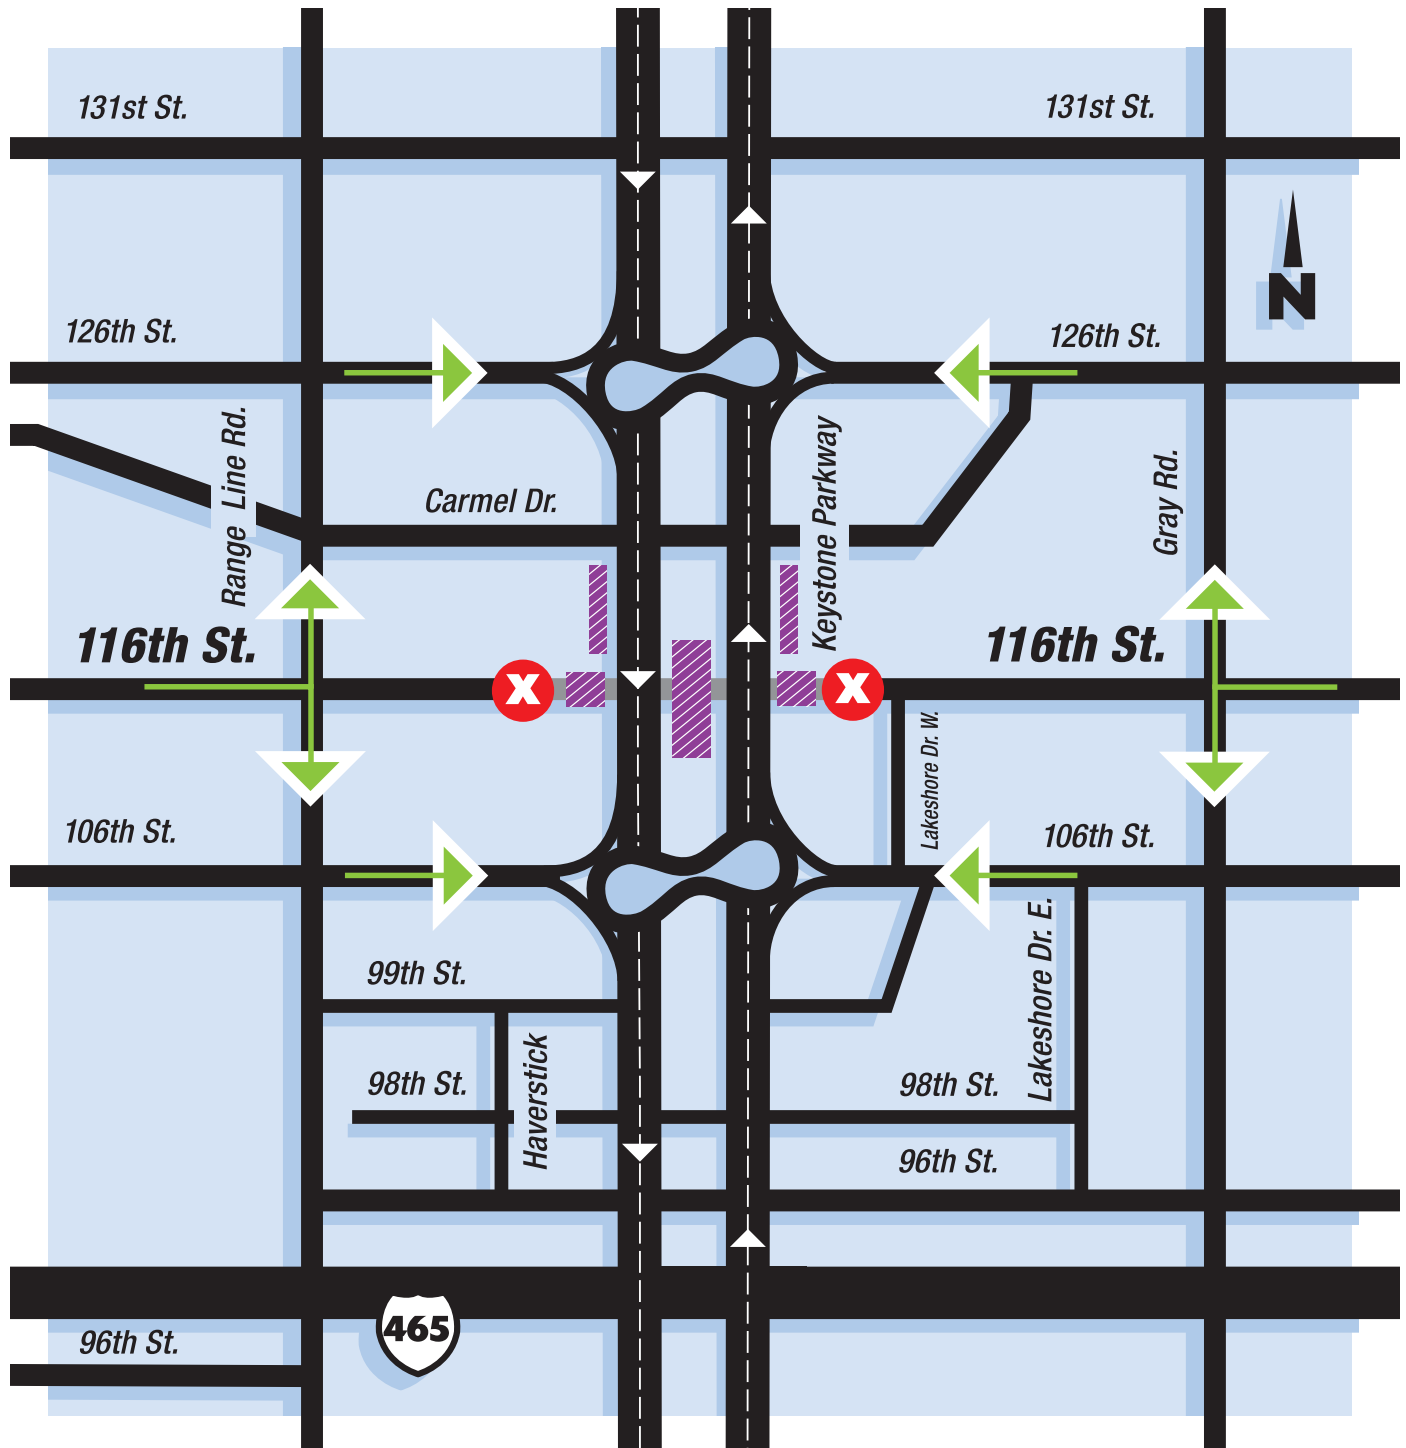 131st St.
131st St.
N
126th St.
126th St.
Range Line Rd.
Carmel Dr.
Keystone Parkway
Gray Rd.
116th St.
116th St.
X
X
Lakeshore Dr. W.
106th St.
106th St.
Lakeshore Dr. E.
99th St.
Haverstick
98th St.
98th St.
96th St.
465
96th St.